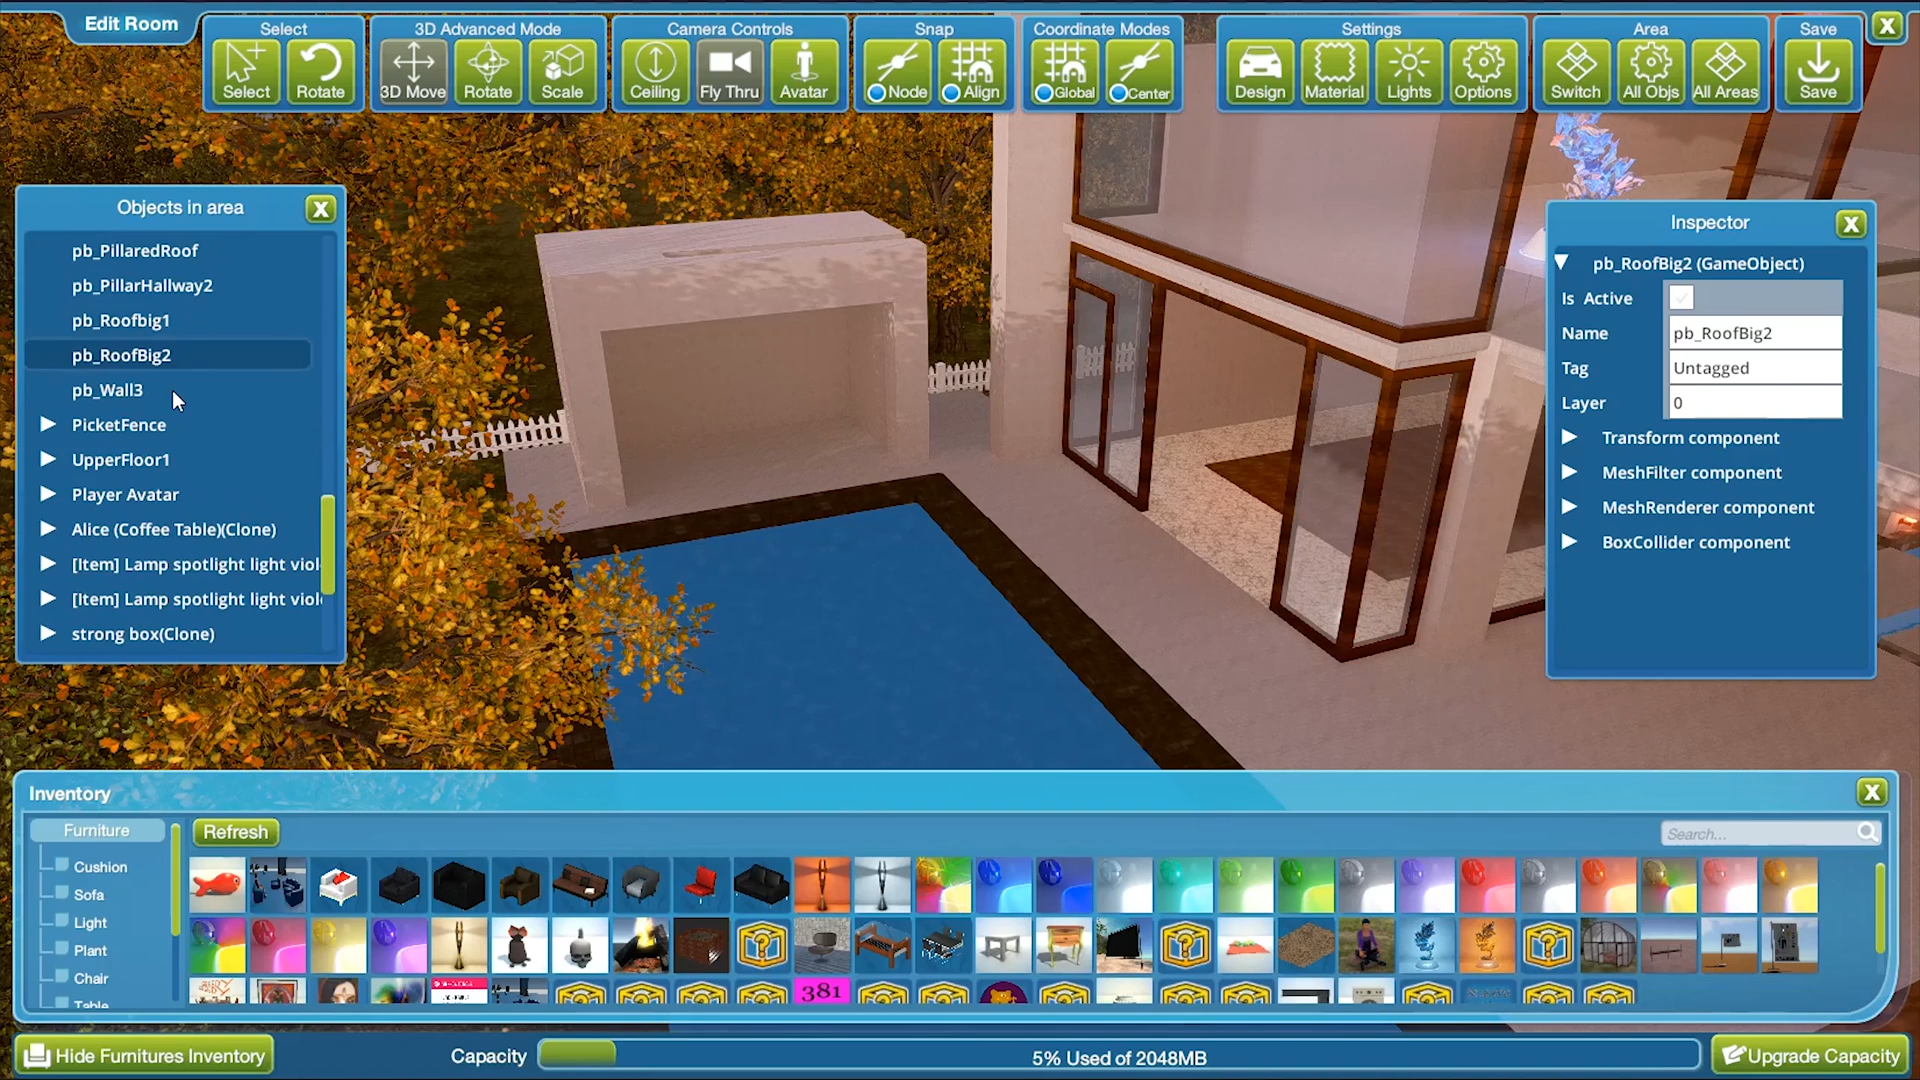 Edit Room
Select
3D Advanced Mode
Camera Controls
Snap
Coordinate Modes
Settings
Area
Save
X
Select
Rotate
3D Move
Rotate
Scale
Ceiling
Fly Thru
Avatar
Node
Align
Global
Center
Design
Material
Lights
Options
Switch
All Objs
All Areas
Save
Objects in area
X
pb_PillaredRoof
pb_PillarHallway2
pb_Roofbig1
pb_RoofBig2
pb_Wall3
PicketFence
UpperFloor1
Player Avatar
Alice (Coffee Table)(Clone)
[Item] Lamp spotlight light viol
[Item] Lamp spotlight light viol
strong box(Clone)
Inspector
X
pb_RoofBig2 (GameObject)
Is Active
Name
pb_RoofBig2
Tag
Untagged
Layer
0
Transform component
MeshFilter component
MeshRenderer component
BoxCollider component
Inventory
X
Furniture
Refresh
Search...
Cushion
Sofa
Light
Plant
Chair
Table
381
Hide Furnitures Inventory
Capacity
5% Used of 2048MB
Upgrade Capacity